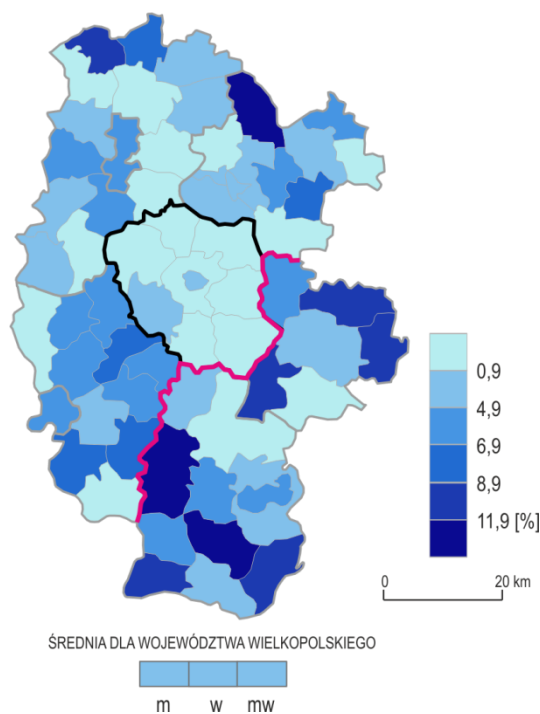 0,9
4,9
6,9
8,9
11,9 [%]
0 20 km
ŚREDNIA DLA WOJEWÓDZTWA WIELKOPOLSKIEGO
m w mw